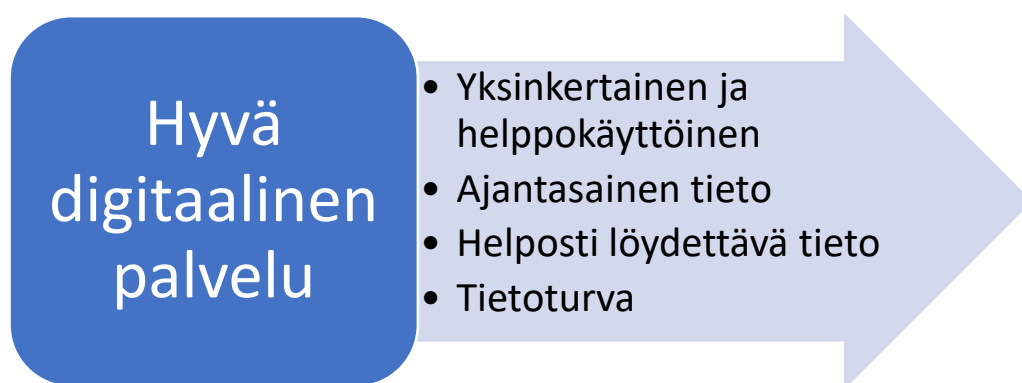 Hyvä
digitaalinen
palvelu
• Yksinkertainen ja
helppokäyttöinen
• Ajantasainen tieto
• Helposti löydettävä tieto
• Tietoturva